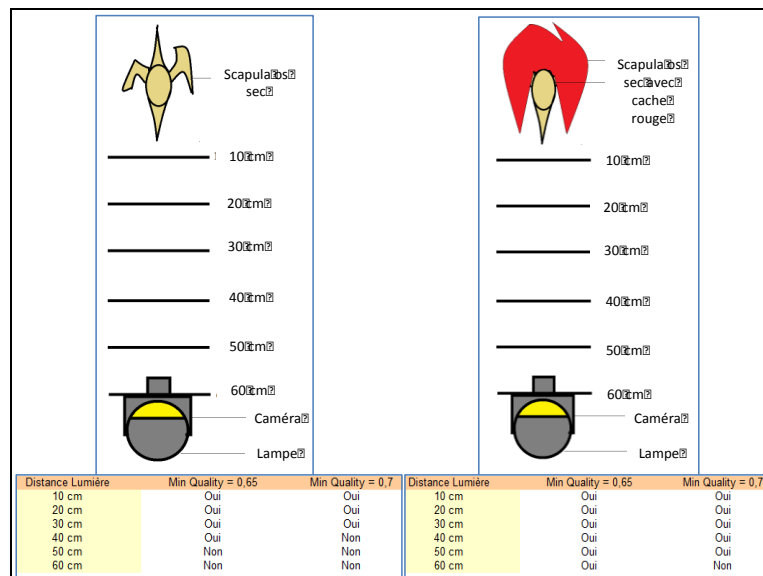 Scapula os
sec
10 cm
20 cm
30 cm
40 cm
50 cm
60 cm
Caméra
Lampe
Scapula os
sec avec
cache
rouge
10 cm
20 cm
30 cm
40 cm
50 cm
60 cm
Caméra
Lampe
Distance Lumière Min Quality = 0,65 Min Quality = 0,7
10 cm Oui Oui
20 cm Oui Oui
30 cm Oui Oui
40 cm Oui Non
50 cm Non Non
60 cm Non Non
Distance Lumière Min Quality = 0,65 Min Quality = 0,7
10 cm Oui Oui
20 cm Oui Oui
30 cm Oui Oui
40 cm Oui Oui
50 cm Oui Oui
60 cm Oui Non